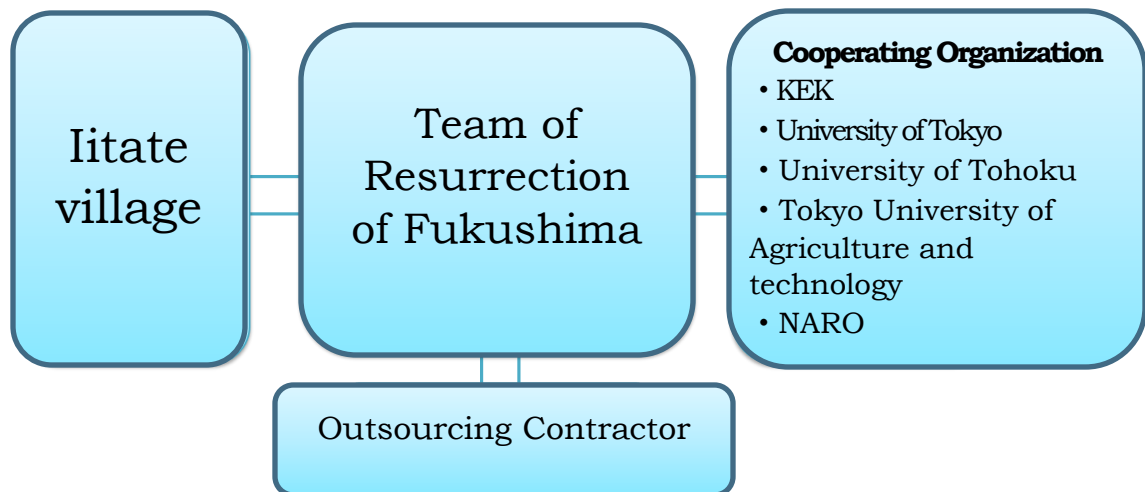 Iitate
village
Team of
Resurrection
of Fukushima
Cooperating Organization
・KEK
・University of Tokyo
・University of Tohoku
・Tokyo University of
Agriculture and
technology
・NARO
Outsourcing Contractor